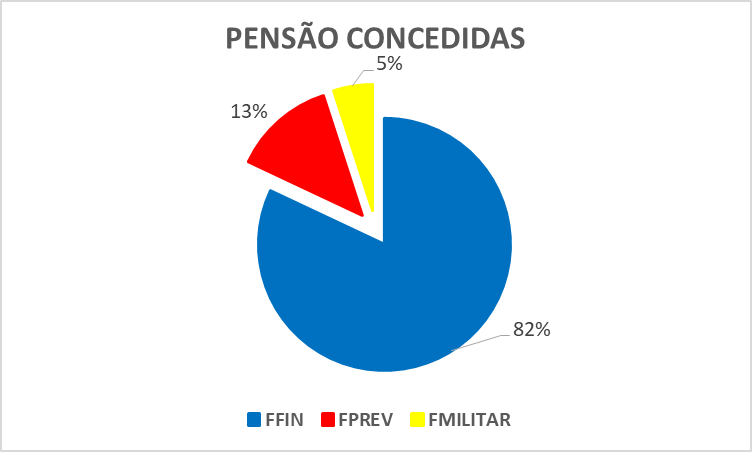 PENSÃO CONCEDIDAS
5%
13%
82%
FFIN FPREV FMILITAR